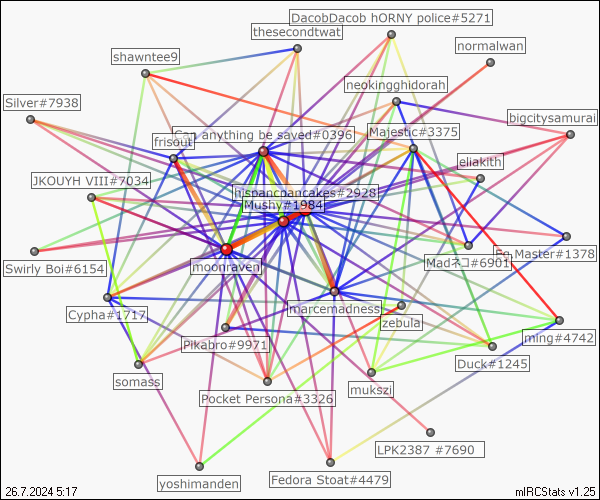 DacobDacob hORNY police#5271
thesecondtwat
normalwan
shawntee9
neokingghidorah
Silver#7938
bigcitysamurai
Can anything be sayed#0396
Majestic#3375
frisout
eliakith
JKOUYH VIII#7034
hispancpancakes#2928
Mushy#1984
Eg Master#1378
Madネコ#6901
Swirly Boi#6154
moonraven
marcemadness
Cypha#1717
zebula
ming#4742
Pikabro#9971
Duck#1245
somass
mukszi
Pocket Persona#3326
LPK2387 #7690
Fedora Stoat#4479
yoshimanden
26.7.2024 5:17
mIRCStats v1.25